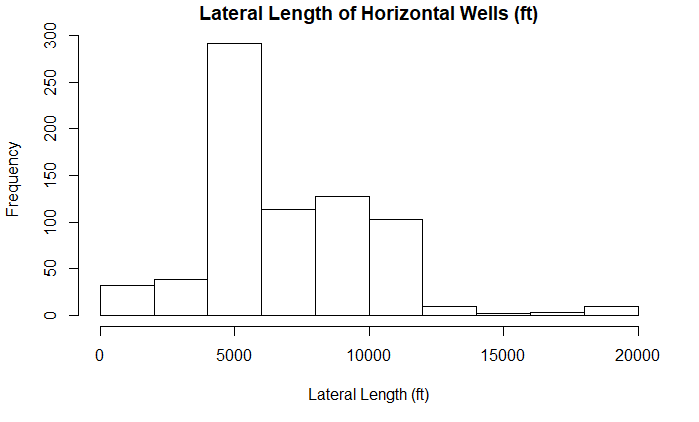 Lateral Length of Horizontal Wells (ft)
Frequency
300
250
200
150
100
50
0
0 5000 10000 15000 20000
Lateral Length (ft)